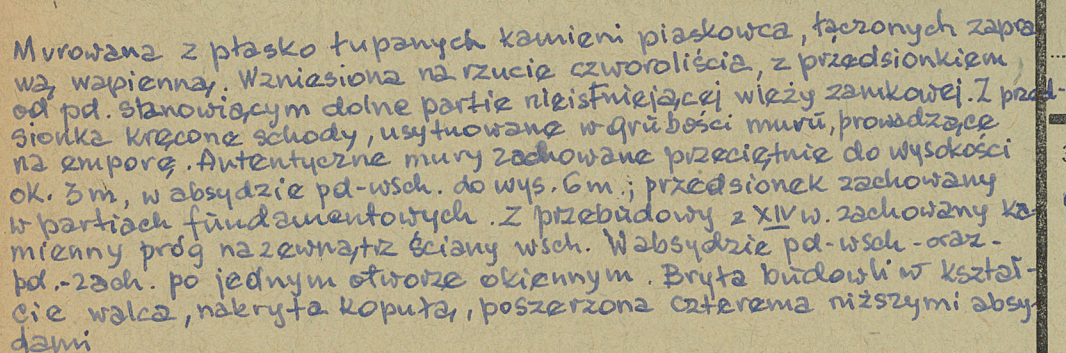 Murowana z płasko łupanych kamieni piaskowca, łączonych zapra
wą wapienną. Wzniesiona na rzucie czworoliścia, z przedsionkiem
od pd. stanowiącym dolne partie nieistniejącej wieży zamkowej. Z przed-
sionka kręcone schody, usytuowane w grubości muru, prowadzące
na emporę. Autentyczne mury zachowane przeciętnie do wysokości
ok. 3 m, w absydzie pd-wsch. do wys. 6 m.; przedsionek zachowany
w partiach fundamentowych. Z przebudowy z XIV w. zachowany ka-
mienny próg na zewnątrz ściany wsch. W absydzie pd-wsch - oraz -
pd.-zach. po jednym otworze okiennym. Bryła budowli w kształ-
cie walca, nakryta kopułą, poszerzona czterema niższymi absy-
dami